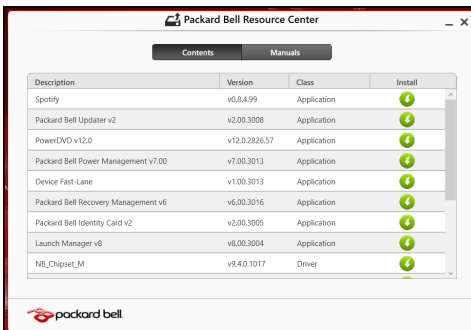 Packard Bell Resource Center
Contents Manuals
Description Version Class Install
Spotify v0.8.4.99 Application
Packard Bell Updater v2 v2.00.3008 Application
PowerDVD v12.0 v12.0.2826.57 Application
Packard Bell Power Management v7.00 v7.00.3013 Application
Device Fast-Lane v1.00.3013 Application
Packard Bell Recovery Management v6 v6.00.3016 Application
Packard Bell Identity Card v2 v2.00.3005 Application
Launch Manager v8 v8.00.3004 Application
NB_Chipset_M v9.4.0.1017 Driver
packard bell.